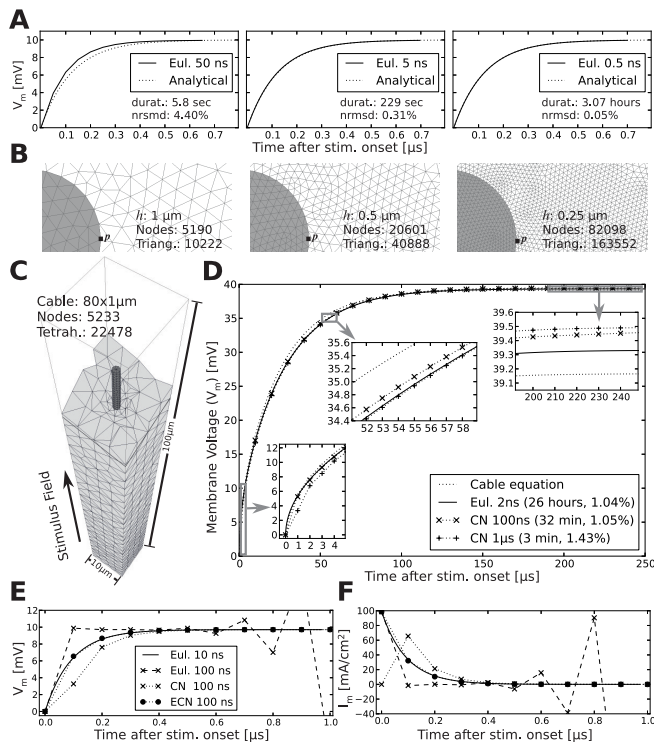 A
Vm [mV]
10
8
6
4
2
0
Eul. 50 ns
Analytical
durat.: 5.8 sec
nrsmd: 4.40%
0.1 0.2 0.3 0.4 0.5 0.6 0.7
Eul. 5 ns
Analytical
durat.: 229 sec
nrmsd: 0.31%
0.1 0.2 0.3 0.4 0.5 0.6 0.7
Eul. 0.5 ns
Analytical
durat.: 3.07 hours
nrmsd: 0.05%
0.1 0.2 0.3 0.4 0.5 0.6 0.7
Time after stim. onset [µs]
B
h: 1 µm
Nodes: 5190
Triang.: 10222
p
h: 0.5 µm
Nodes: 20601
Triang.: 40888
p
h: 0.25 µm
Nodes: 82098
Triang.: 163552
p
C
Cable: 80x1µm
Nodes: 5233
Tetrah.: 22478
100µm
Stimulus Field
10µm
D
Membrane Voltage (Vm) [mV]
40
35
30
25
20
15
10
5
0
0 50 100 150 200 250
Time after stim. onset [µs]
35.6
35.4
35.2
35.0
34.8
34.6
34.4
52 53 54 55 56 57 58
39.6
39.5
39.4
39.3
39.2
39.1
200 210 220 230 240
12
10
8
6
4
2
0
0 1 2 3 4
Cable equation
Eul. 2ns (26 hours, 1.04%)
CN 100ns (32 min, 1.05%)
CN 1µs (3 min, 1.43%)
E
Vm [mV]
12
10
8
6
4
2
0
Eul. 10 ns
Eul. 100 ns
CN 100 ns
ECN 100 ns
0.0 0.2 0.4 0.6 0.8 1.0
Time after stim. onset [µs]
F
Im [mA/cm²]
100
80
60
40
20
0
−20
−40
0.0 0.2 0.4 0.6 0.8 1.0
Time after stim. onset [µs]